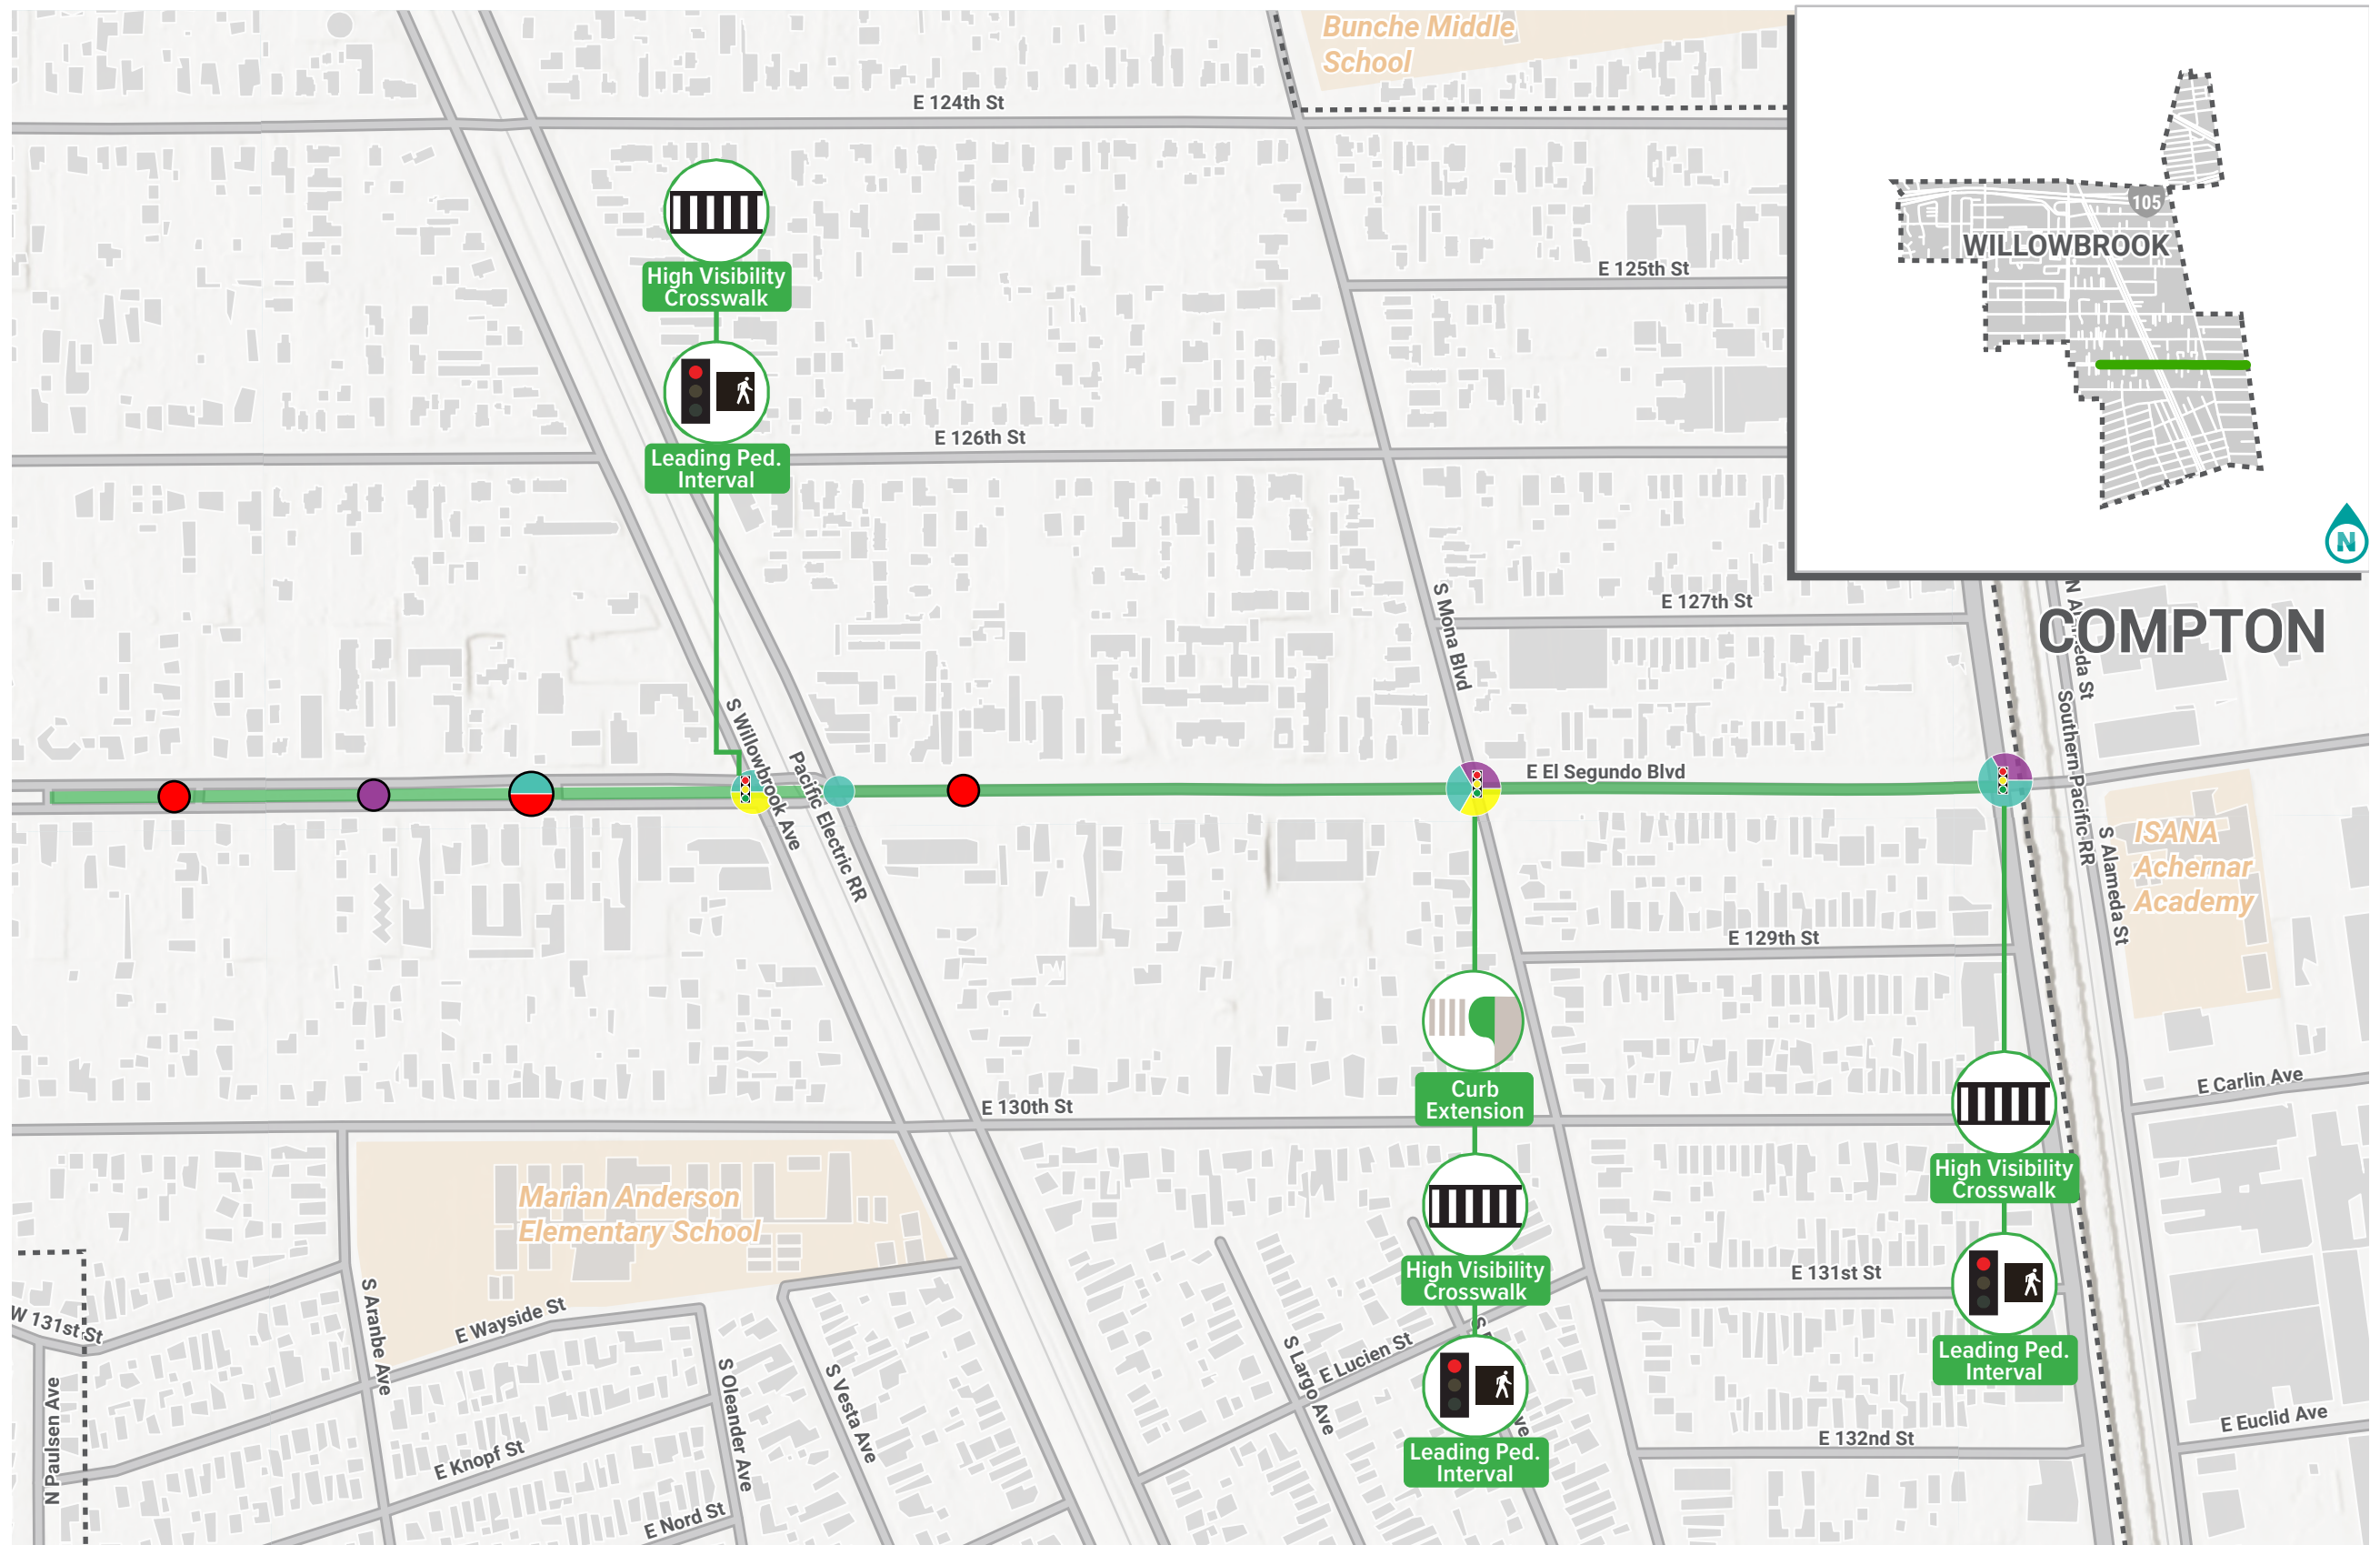 Bunche Middle
School
E 124th St
105
WILLOWBROOK
N
High Visibility
Crosswalk
E 125th St
Leading Ped.
Interval
E 126th St
S Mona Blvd
E 127th St
COMPTON
S Willowbrook Ave
Pacific Electric RR
E El Segundo Blvd
Southern Pacific RR
S Alameda St
ISANA
Achernar
Academy
E 129th St
Curb
Extension
E 130th St
E Carlin Ave
High Visibility
Crosswalk
Marian Anderson
Elementary School
High Visibility
Crosswalk
E 131st St
W 131st St
S Aranbe Ave
E Wayside St
S Largo Ave
E Lucien St
Leading Ped.
Interval
Leading Ped.
Interval
N Paulsen Ave
E Knopf St
S Oleander Ave
S Vesta Ave
E Nord St
E 132nd St
E Euclid Ave